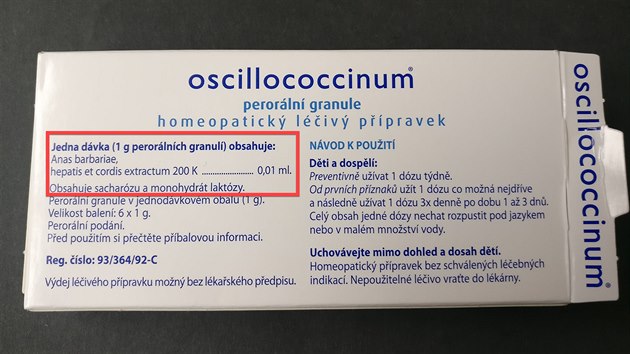 oscillococcinum®
perorální granule
homeopatický léčivý přípravek
Jedna dávka (1 g perorálních granulí) obsahuje:
Anas barbariae,
hepatis et cordis extractum 200 K ...................... 0,01 ml.
Obsahuje sacharózu a monohydrát laktózy.
Perorální granule v jednodávkovém obalu (1 g).
Velikost balení: 6 x 1 g.
Perorální podání.
Před použitím si přečtěte příbalovou informaci.
Reg. číslo: 93/364/92-C
Výdej léčivého přípravku možný bez lékařského předpisu.
NÁVOD K POUŽITÍ
Děti a dospělí:
Preventivně užívat 1 dózu týdně.
Od prvních příznaků užít 1 dózu co možná nejdříve
a následně užívat 1 dózu 3x denně po dobu 1 až 3 dnů.
Celý obsah jedné dózy nechat rozpustit pod jazykem
nebo v malém množství vody.
Uchovávejte mimo dohled a dosah dětí.
Homeopatický přípravek bez schválených léčebných
indikací. Nepoužitelné léčivo vraťte do lékárny.
oscillococcinum®